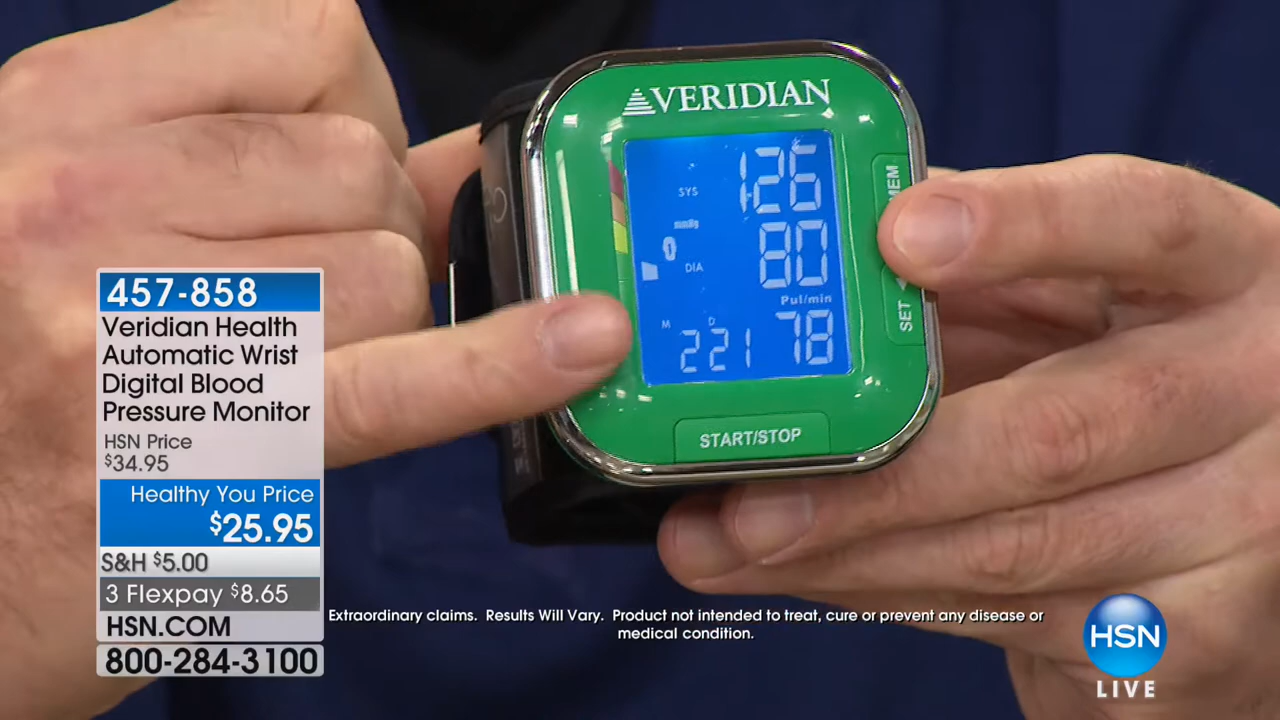 VERIDIAN
SYS
126
mmHg
80
DIA
Pul/min
M
D
221
78
MEM
SET
START/STOP
457-858
Veridian Health
Automatic Wrist
Digital Blood
Pressure Monitor
HSN Price
$34.95
Healthy You Price
$25.95
S&H $5.00
3 Flexpay $8.65
HSN.COM
800-284-3100
Extraordinary claims. Results Will Vary. Product not intended to treat, cure or prevent any disease or
medical condition.
HSN
LIVE